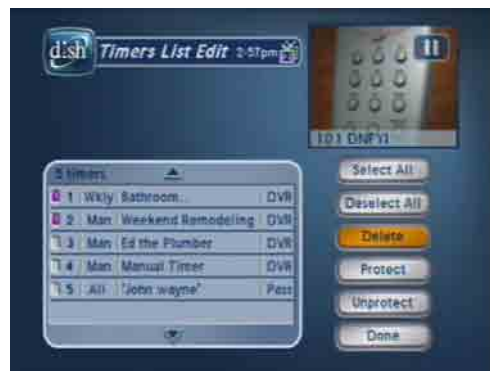 dish Timers List Edit 2:57pm
101 DNFYI
5 timers
1 Wkly Bathroom... DVR
2 Man Weekend Remodeling DVR
3 Man Ed the Plumber DVR
4 Man Manual Timer DVR
5 All "John wayne" Pass
Select All
Deselect All
Delete
Protect
Unprotect
Done